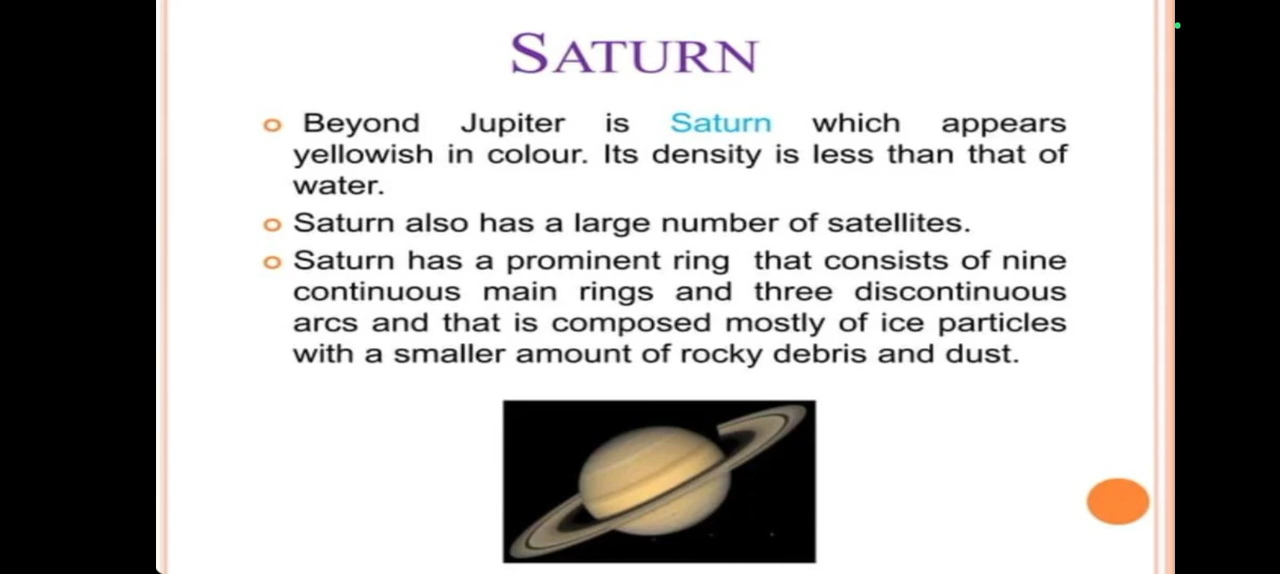 SATURN
Beyond Jupiter is Saturn which appears
yellowish in colour. Its density is less than that of
water.
Saturn also has a large number of satellites.
Saturn has a prominent ring that consists of nine
continuous main rings and three discontinuous
arcs and that is composed mostly of ice particles
with a smaller amount of rocky debris and dust.